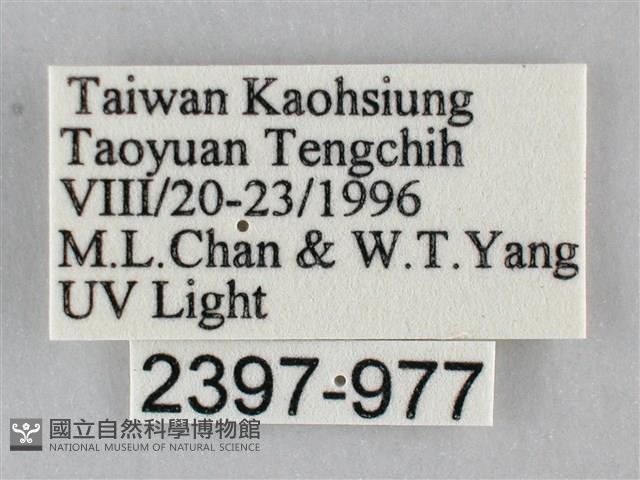 Taiwan Kaohsiung
Taoyuan Tengchih
VIII/20-23/1996
M.L.Chan & W.T.Yang
UV Light
2397-977
國立自然科學博物館
NATIONAL MUSEUM OF NATURAL SCIENCE